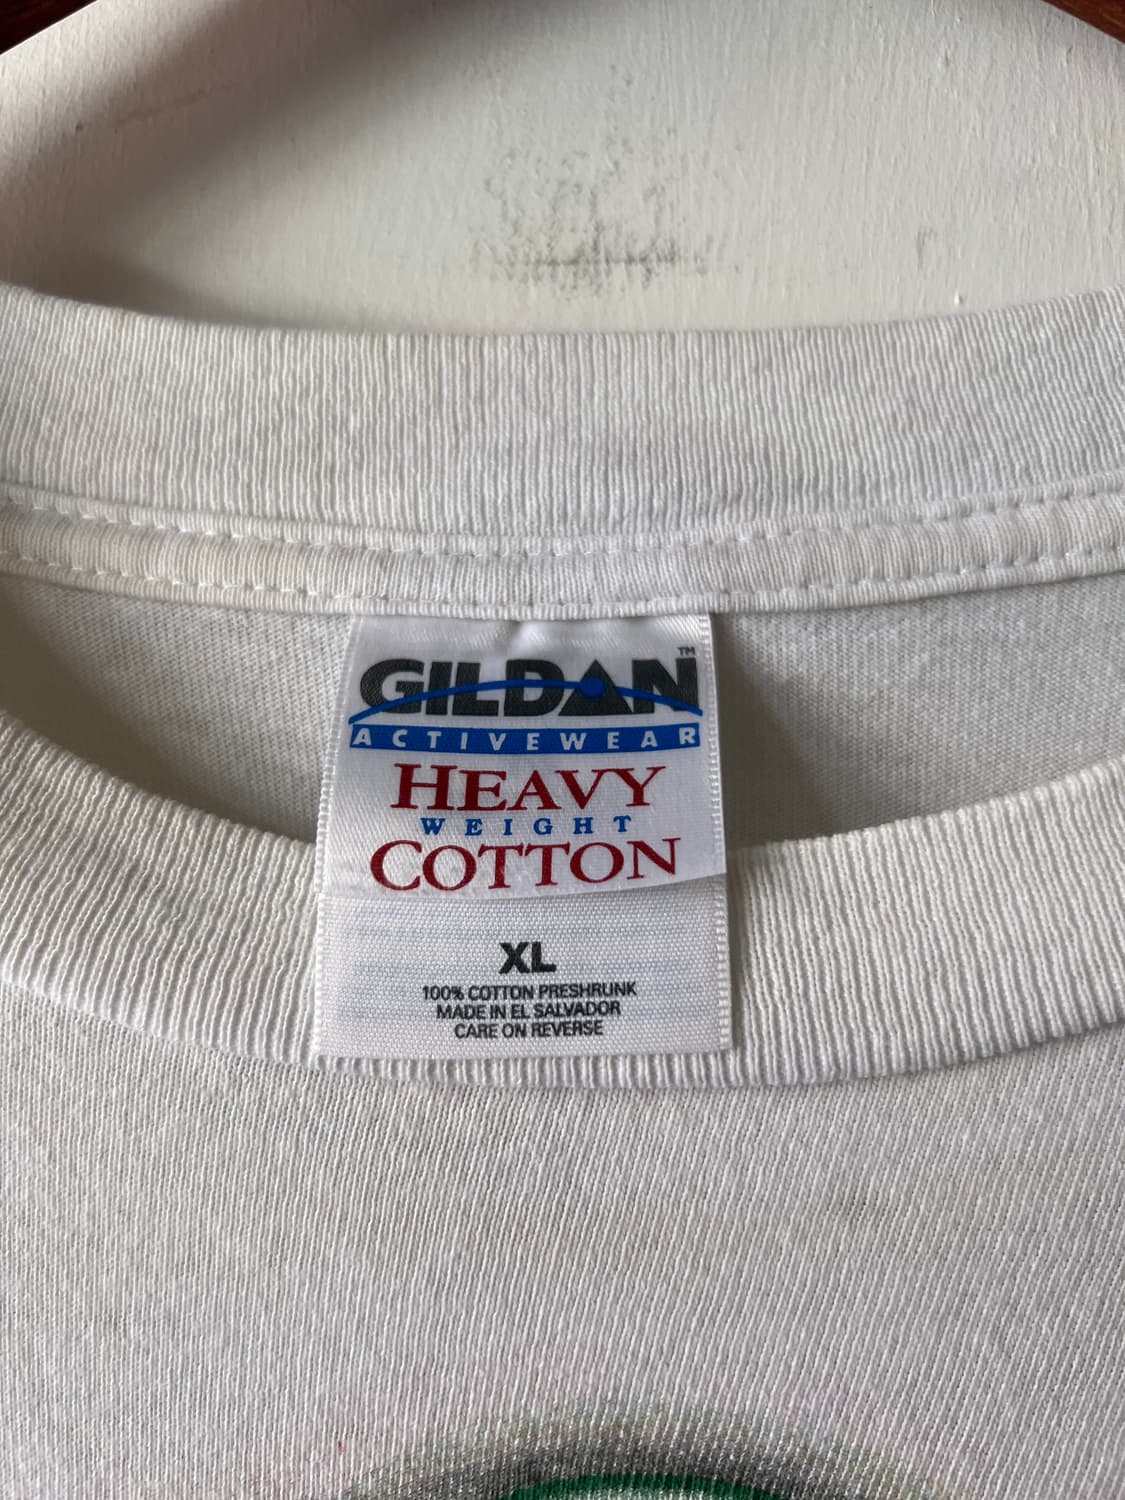 GILDAN™
ACTIVEWEAR
HEAVY
WEIGHT
COTTON
XL
100% COTTON PRESHRUNK
MADE IN EL SALVADOR
CARE ON REVERSE